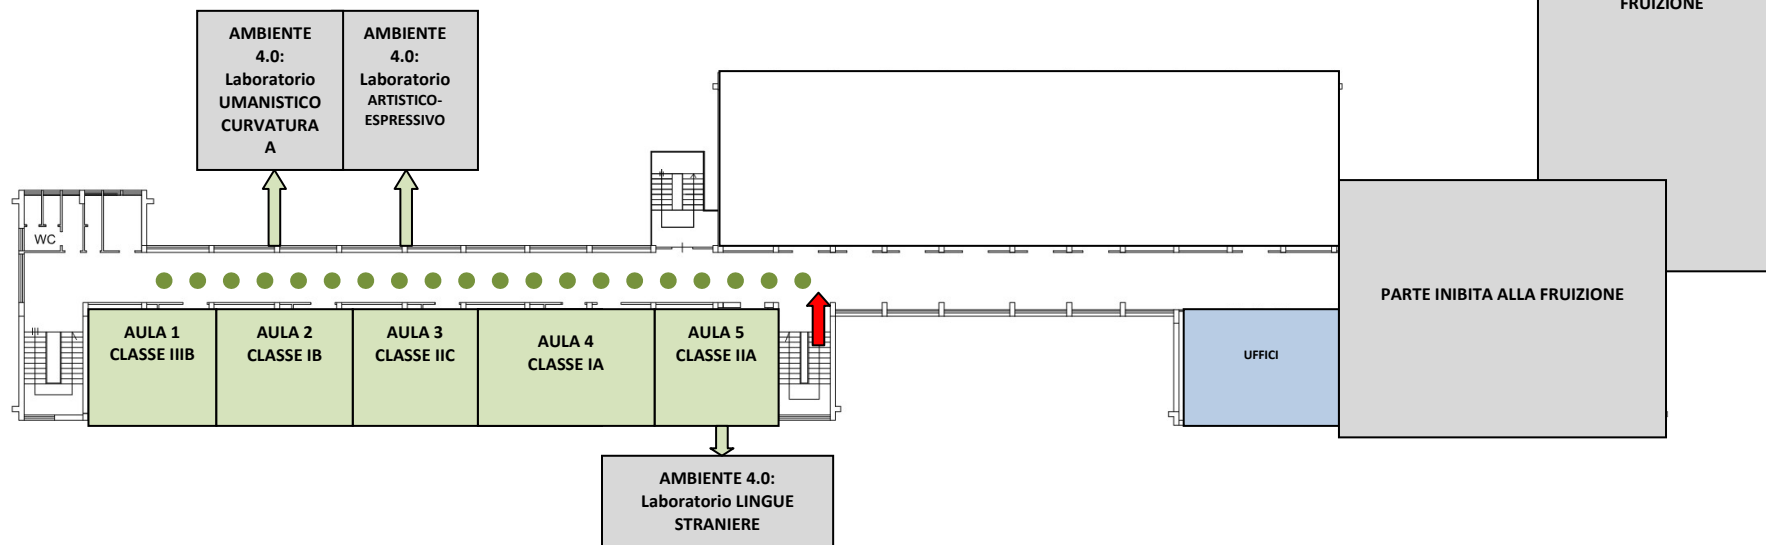 FRUIZIONE
AMBIENTE
4.0:
Laboratorio
UMANISTICO
CURVATURA
A
AMBIENTE
4.0:
Laboratorio
ARTISTICO-
ESPRESSIVO
WC
PARTE INIBITA ALLA FRUIZIONE
AULA 1
CLASSE IIIB
AULA 2
CLASSE IB
AULA 3
CLASSE IIC
AULA 4
CLASSE IA
AULA 5
CLASSE IIA
UFFICI
AMBIENTE 4.0:
Laboratorio LINGUE
STRANIERE